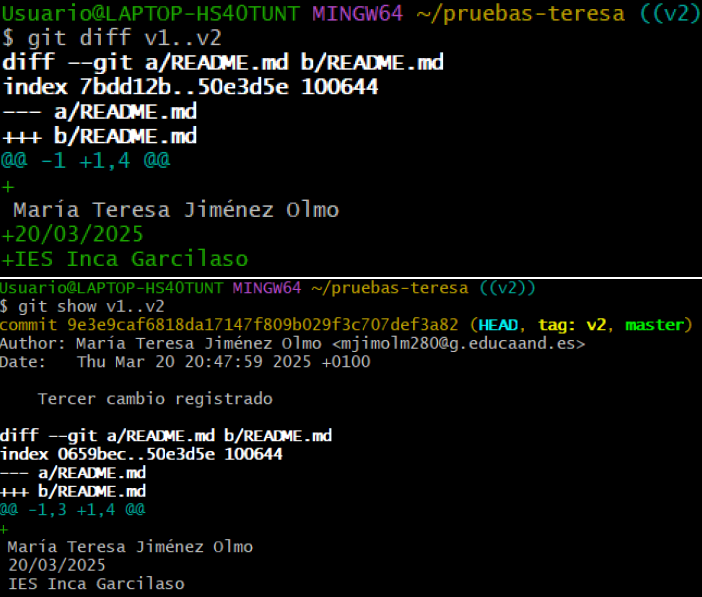 Usuario@LAPTOP-HS4OTUNT MINGW64 ~/pruebas-teresa ((v2)
$ git diff v1..v2
diff --git a/README.md b/README.md
index 7bdd12b..50e3d5e 100644
--- a/README.md
+++ b/README.md
@@ -1 +1,4 @@
+
 María Teresa Jiménez Olmo
+20/03/2025
+IES Inca Garcilaso
Usuario@LAPTOP-HS4OTUNT MINGW64 ~/pruebas-teresa ((v2))
$ git show v1..v2
commit 9e3e9caf6818da17147f809b029f3c707def3a82 (HEAD, tag: v2, master)
Author: María Teresa Jiménez Olmo <mjimolm280@g.educaand.es>
Date:   Thu Mar 20 20:47:59 2025 +0100
    Tercer cambio registrado
diff --git a/README.md b/README.md
index 0659bec..50e3d5e 100644
--- a/README.md
+++ b/README.md
@@ -1,3 +1,4 @@
+
 María Teresa Jiménez Olmo
 20/03/2025
 IES Inca Garcilaso